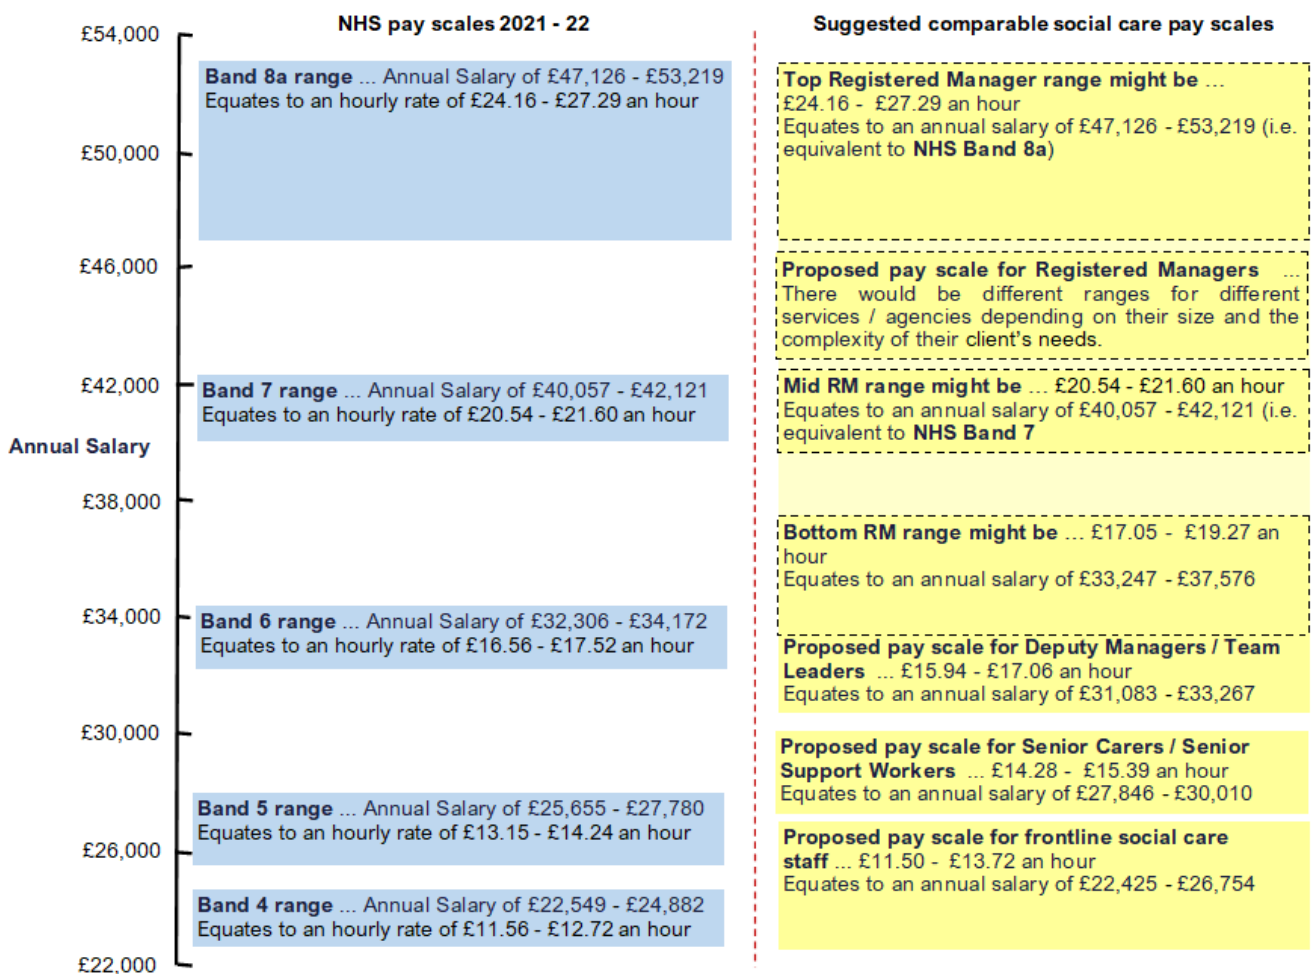 NHS pay scales 2021 - 22
Suggested comparable social care pay scales
£54,000
£50,000
£46,000
£42,000
Annual Salary
£38,000
£34,000
£30,000
£26,000
£22,000
Band 8a range ... Annual Salary of £47,126 - £53,219
Equates to an hourly rate of £24.16 - £27.29 an hour
Band 7 range ... Annual Salary of £40,057 - £42,121
Equates to an hourly rate of £20.54 - £21.60 an hour
Band 6 range ... Annual Salary of £32,306 - £34,172
Equates to an hourly rate of £16.56 - £17.52 an hour
Band 5 range ... Annual Salary of £25,655 - £27,780
Equates to an hourly rate of £13.15 - £14.24 an hour
Band 4 range ... Annual Salary of £22,549 - £24,882
Equates to an hourly rate of £11.56 - £12.72 an hour
Top Registered Manager range might be ...
£24.16 - £27.29 an hour
Equates to an annual salary of £47,126 - £53,219 (i.e.
equivalent to NHS Band 8a)
Proposed pay scale for Registered Managers ...
There would be different ranges for different
services / agencies depending on their size and the
complexity of their client's needs.
Mid RM range might be ... £20.54 - £21.60 an hour
Equates to an annual salary of £40,057 - £42,121 (i.e.
equivalent to NHS Band 7
Bottom RM range might be ... £17.05 - £19.27 an
hour
Equates to an annual salary of £33,247 - £37,576
Proposed pay scale for Deputy Managers / Team
Leaders ... £15.94 - £17.06 an hour
Equates to an annual salary of £31,083 - £33,267
Proposed pay scale for Senior Carers / Senior
Support Workers ... £14.28 - £15.39 an hour
Equates to an annual salary of £27,846 - £30,010
Proposed pay scale for frontline social care
staff ... £11.50 - £13.72 an hour
Equates to an annual salary of £22,425 - £26,754